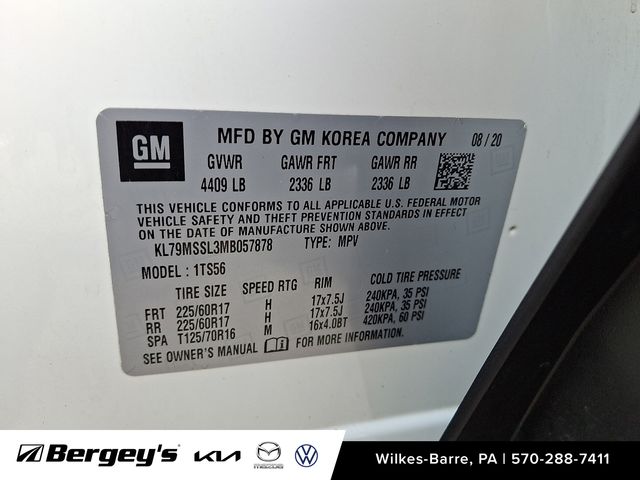 GM MFD BY GM KOREA COMPANY 08/20
GVWR GAWR FRT GAWR RR
4409 LB 2336 LB 2336 LB
THIS VEHICLE CONFORMS TO ALL APPLICABLE U.S. FEDERAL MOTOR
VEHICLE SAFETY AND THEFT PREVENTION STANDARDS IN EFFECT
ON THE DATE OF MANUFACTURE SHOWN ABOVE.
KL79MSSL3MB057878 TYPE: MPV
MODEL: 1TS56
TIRE SIZE SPEED RTG RIM COLD TIRE PRESSURE
FRT 225/60R17 H 17x7.5J 240KPA, 35 PSI
RR 225/60R17 H 17x7.5J 240KPA, 35 PSI
SPA T125/70R16 M 16x4.0BT 420KPA, 60 PSI
SEE OWNER'S MANUAL FOR MORE INFORMATION.
Bergey's KIA mazda VW Wilkes-Barre, PA | 570-288-7411